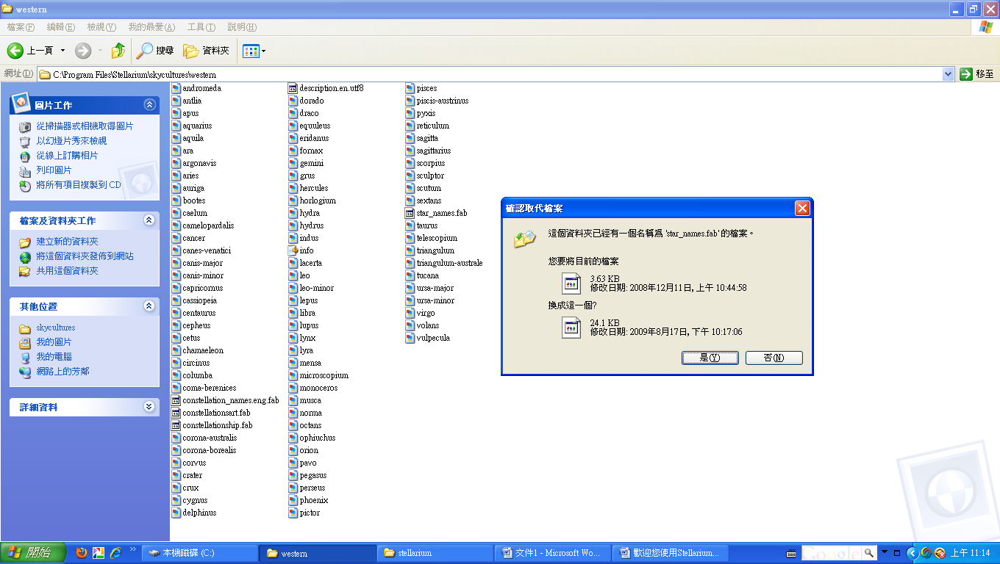 western
檔案(F) 編輯(E) 檢視(V) 我的最愛(A) 工具(T) 說明(H)
上一頁 搜尋 資料夾
網址(D) C:\Program Files\Stellarium\skycultures\western 移至
圖片工作
從掃描器或相機取得圖片
以幻燈片秀來檢視
從線上訂購相片
列印圖片
將所有項目複製到 CD
檔案及資料夾工作
建立新的資料夾
將這個資料夾發佈到網站
共用這個資料夾
其他位置
skycultures
我的圖片
我的電腦
網路上的芳鄰
詳細資料
andromeda
antlia
apus
aquarius
aquila
ara
argonavis
aries
auriga
bootes
caelum
camelopardalis
cancer
canes-venatici
canis-major
canis-minor
capricornus
cassiopeia
centaurus
cepheus
cetus
chamaeleon
circinus
columba
coma-berenices
constellation_names.eng.fab
constellationsart.fab
constellationship.fab
corona-australis
corona-borealis
corvus
crater
crux
cygnus
delphinus
description.en.utf8
dorado
draco
equuleus
eridanus
fornax
gemini
grus
hercules
horlogium
hydra
hydrus
indus
info
lacerta
leo
leo-minor
lepus
libra
lupus
lynx
lyra
mensa
microscopium
monoceros
musca
norma
octans
ophiuchus
orion
pavo
pegasus
perseus
phoenix
pictor
pisces
piscis-austrinus
pyxis
reticulum
sagitta
sagittarius
scorpius
sculptor
scutum
sextans
star_names.fab
taurus
telescopium
triangulum
triangulum-australe
tucana
ursa-major
ursa-minor
virgo
volans
vulpecula
確認取代檔案
這個資料夾已經有一個名稱為 'star_names.fab' 的檔案。
您要將目前的檔案
3.63 KB
修改日期: 2008年12月11日, 上午 10:44:58
換成這一個?
24.1 KB
修改日期: 2009年8月17日, 下午 10:17:06
是(Y) 否(N)
開始 本機磁碟 (C:) western stellarium 文件1 - Microsoft Wo... 歡迎您使用Stellarium... Google 上午 11:14